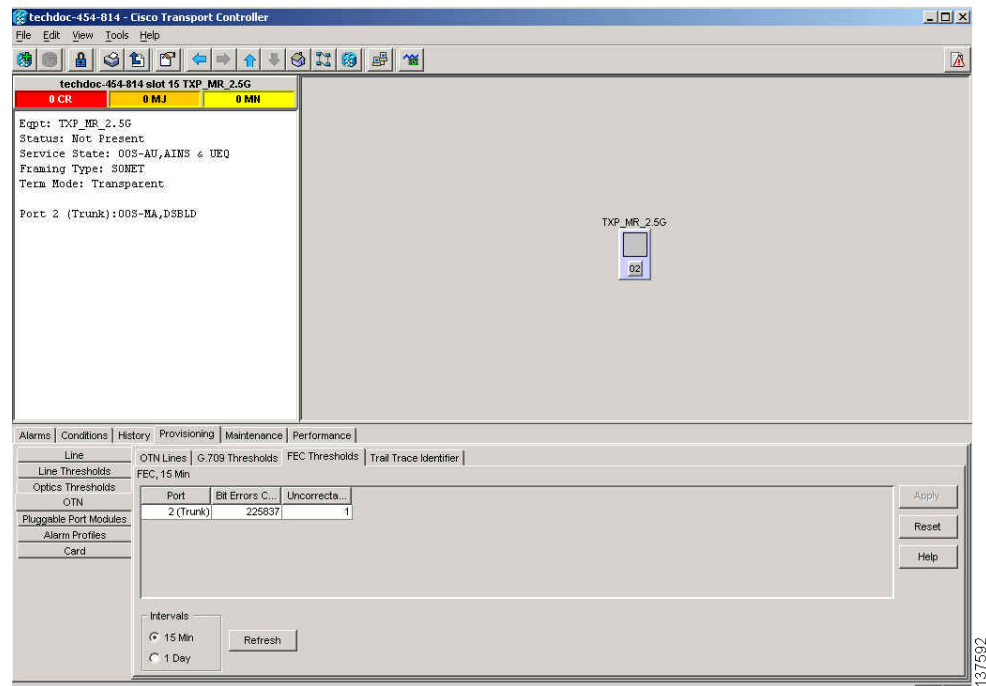 techdoc-454-814 - Cisco Transport Controller
File Edit View Tools Help
techdoc-454-814 slot 15 TXP_MR_2.5G
0 CR 0 MJ 0 MN
Eqpt: TXP_MR_2.5G
Status: Not Present
Service State: OOS-AU,AINS & UEQ
Framing Type: SONET
Term Mode: Transparent
Port 2 (Trunk):OOS-MA,DSBLD
TXP_MR_2.5G
02
Alarms Conditions History Provisioning Maintenance Performance
Line
Line Thresholds
Optics Thresholds
OTN
Pluggable Port Modules
Alarm Profiles
Card
OTN Lines G.709 Thresholds FEC Thresholds Trail Trace Identifier
FEC, 15 Min
Port Bit Errors C... Uncorrecta...
2 (Trunk) 225837 1
Apply
Reset
Help
Intervals
15 Min
1 Day
Refresh
137592